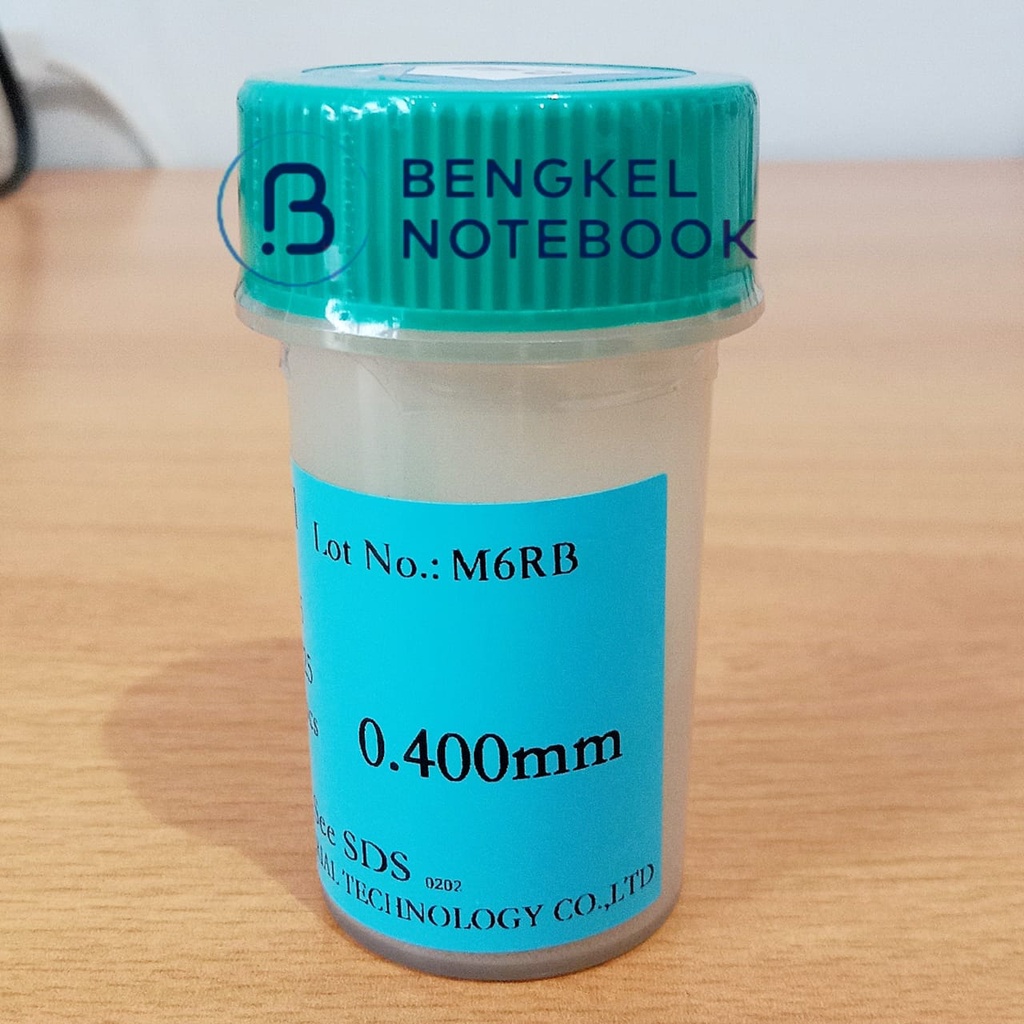 BENGKEL
NOTEBOOK
Lot No.: M6RB
0.400mm
See SDS 0202
TECHNOLOGY CO.,LTD